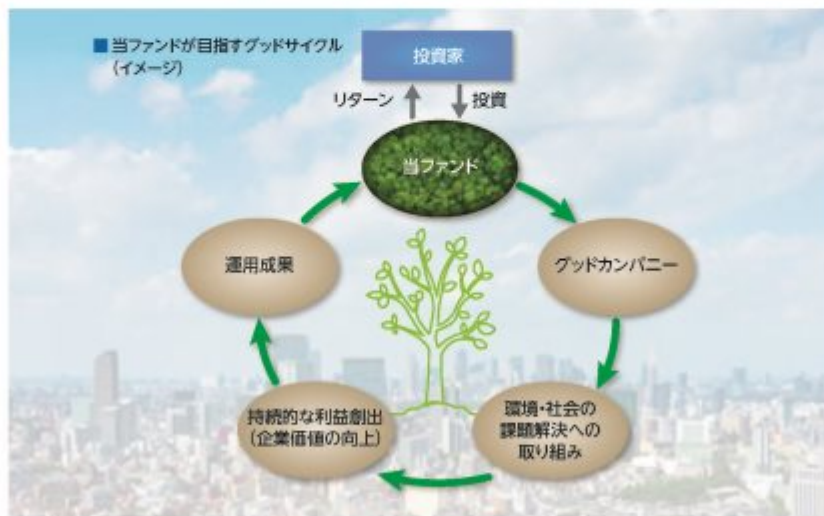 ■ 当ファンドが目指すグッドサイクル
(イメージ)
投資家
リターン
投資
当ファンド
運用成果
グッドカンパニー
持続的な利益創出
(企業価値の向上)
環境・社会の
課題解決への
取り組み